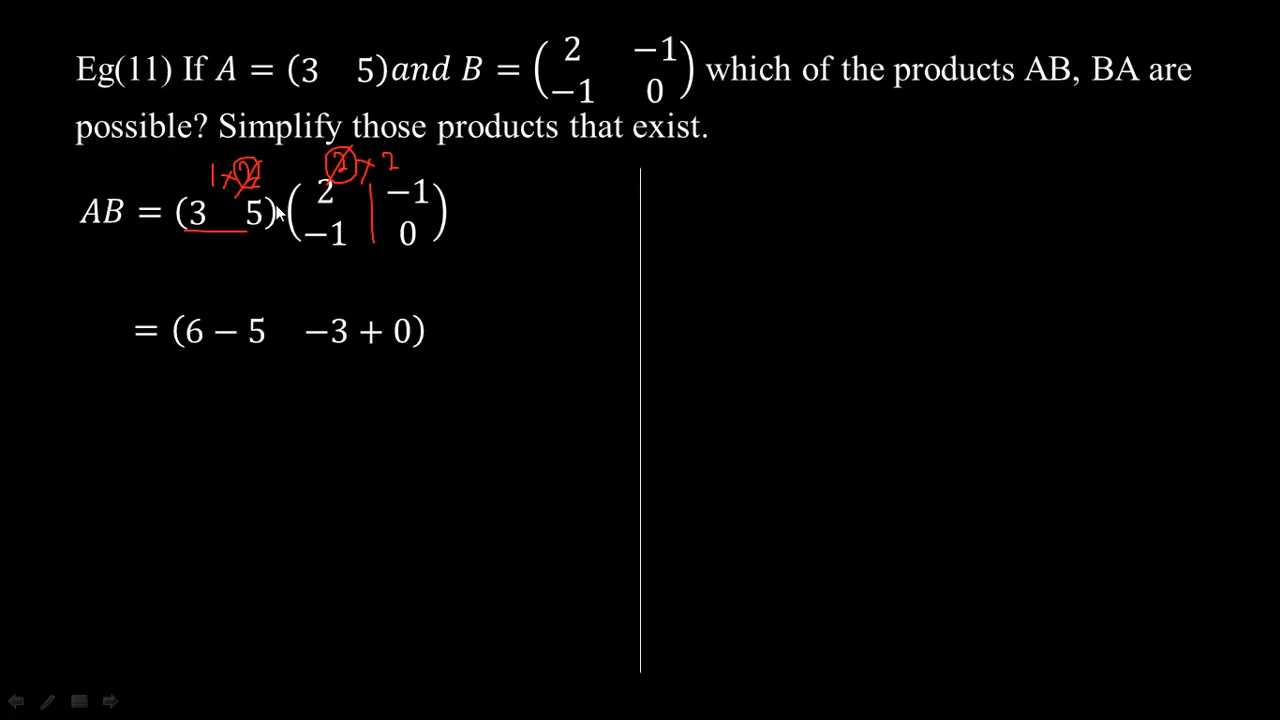 Eg(11) If A = (3 5)and B = (2 −1 −1 0) which of the products AB, BA are
possible? Simplify those products that exist.
1 × 2 2 × 2
AB = (3 5) (2 −1 −1 0)
= (6 − 5 −3 + 0)